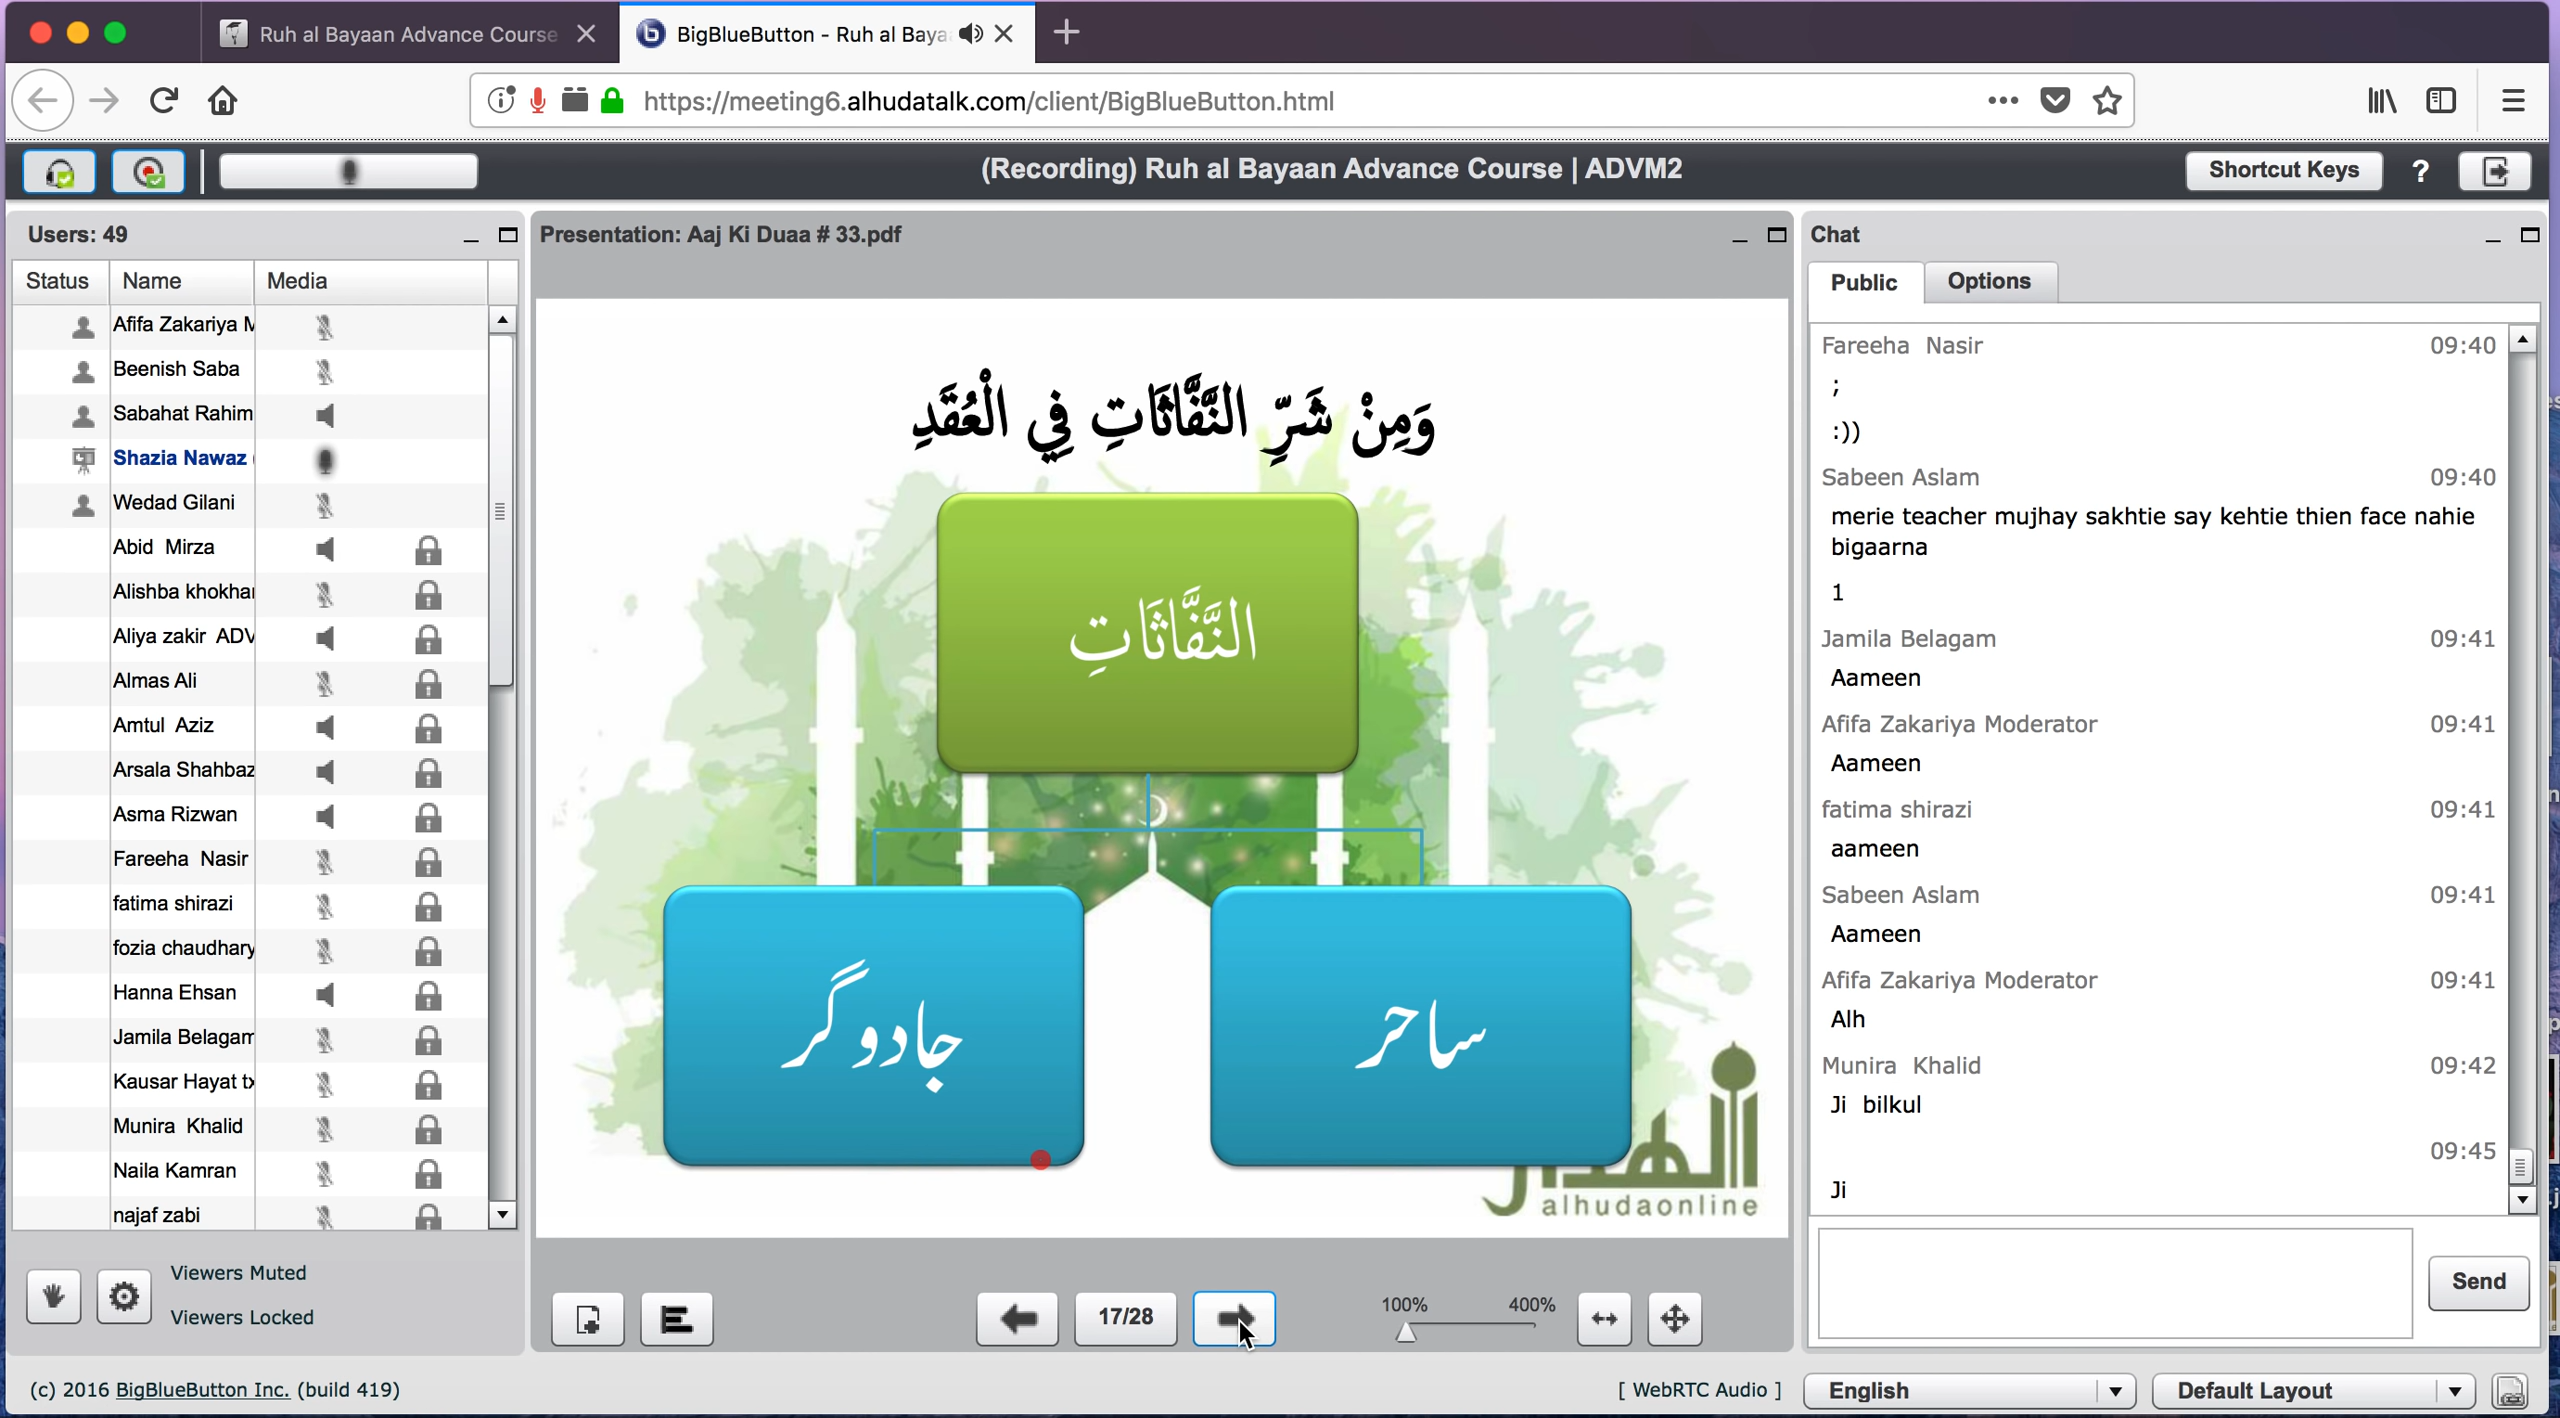 Ruh al Bayaan Advance Course
BigBlueButton - Ruh al Baya
https://meeting6.alhudatalk.com/client/BigBlueButton.html
(Recording) Ruh al Bayaan Advance Course | ADVM2
Shortcut Keys
?
Users: 49
Status Name Media
Afifa Zakariya M
Beenish Saba
Sabahat Rahim
Shazia Nawaz (
Wedad Gilani
Abid Mirza
Alishba khokhar
Aliya zakir ADV
Almas Ali
Amtul Aziz
Arsala Shahbaz
Asma Rizwan
Fareeha Nasir
fatima shirazi
fozia chaudhary
Hanna Ehsan
Jamila Belagam
Kausar Hayat tx
Munira Khalid
Naila Kamran
najaf zabi
Viewers Muted
Viewers Locked
Presentation: Aaj Ki Duaa # 33.pdf
وَمِنْ شَرِّ النَّفَّاثَاتِ فِي الْعُقَدِ
النَّفَّاثَاتِ
ساحر
جادوگر
الهدى
alhudaonline
17/28
100% 400%
Chat
Public Options
Fareeha Nasir 09:40
;
:))
Sabeen Aslam 09:40
merie teacher mujhay sakhtie say kehtie thien face nahie
bigaarna
1
Jamila Belagam 09:41
Aameen
Afifa Zakariya Moderator 09:41
Aameen
fatima shirazi 09:41
aameen
Sabeen Aslam 09:41
Aameen
Afifa Zakariya Moderator 09:41
Alh
Munira Khalid 09:42
Ji bilkul
09:45
Ji
Send
(c) 2016 BigBlueButton Inc. (build 419)
[ WebRTC Audio ]
English
Default Layout